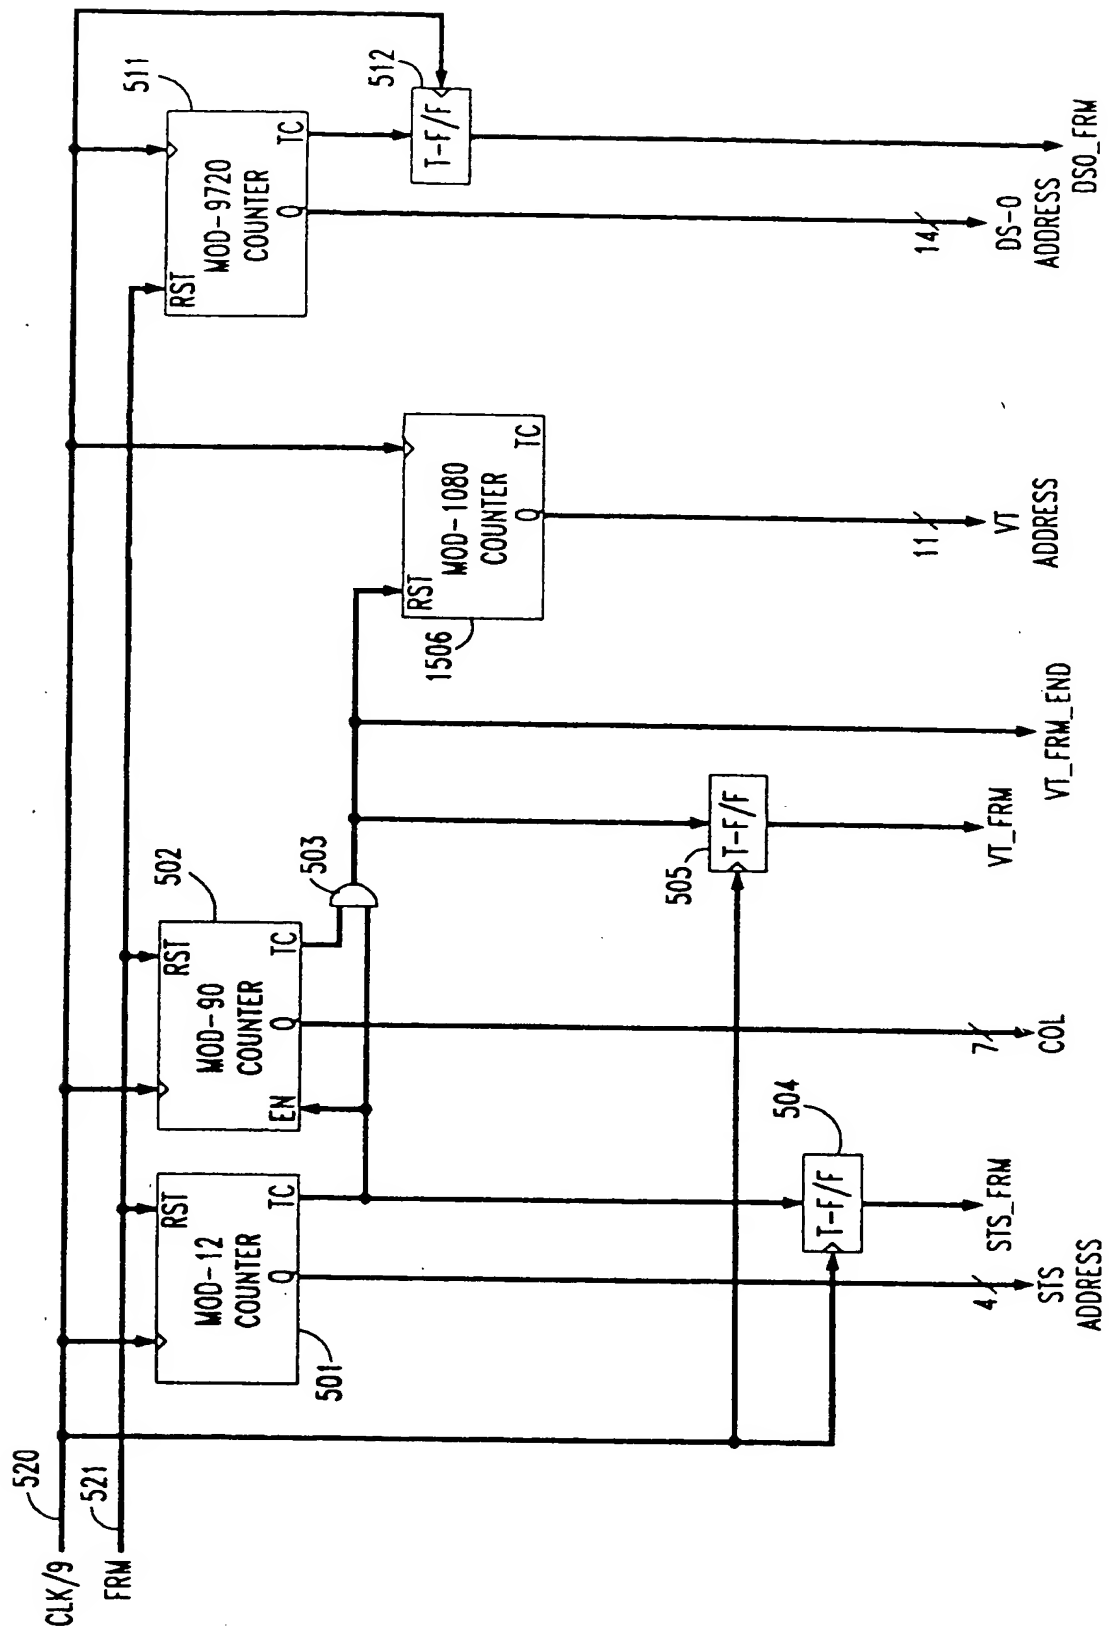 CLK/9
520
FRM
521
MOD-12
COUNTER
RST
Q
TC
501
MOD-90
COUNTER
RST
EN
Q
TC
502
503
RST
MOD-1080
COUNTER
Q
TC
1506
RST
MOD-9720
COUNTER
Q
TC
511
T-F/F
512
T-F/F
505
T-F/F
504
4
STS
ADDRESS
STS_FRM
7
COL
VT_FRM
VT_FRM_END
11
VT
ADDRESS
14
DS-0
ADDRESS
DS0_FRM